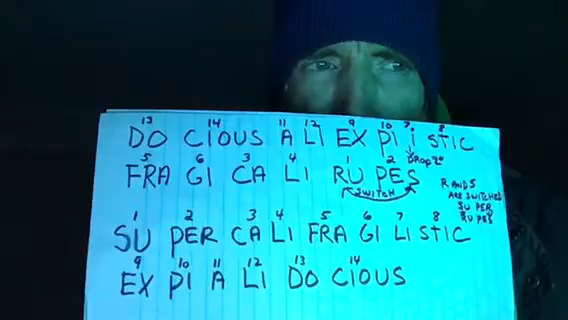 13 14 11 12 9 10 7 8
DO CIOUS A LI EX PI i STIC
DROP 2°
5 6 3 4 1 2
FRA GI CA LI RU PES
SWITCH
R AND S
ARE SWITCHED
SU PER
RU PES
1 2 3 4 5 6 7 8
SU PER CA LI FRA GI LI STIC
9 10 11 12 13 14
EX PI A LI DO CIOUS